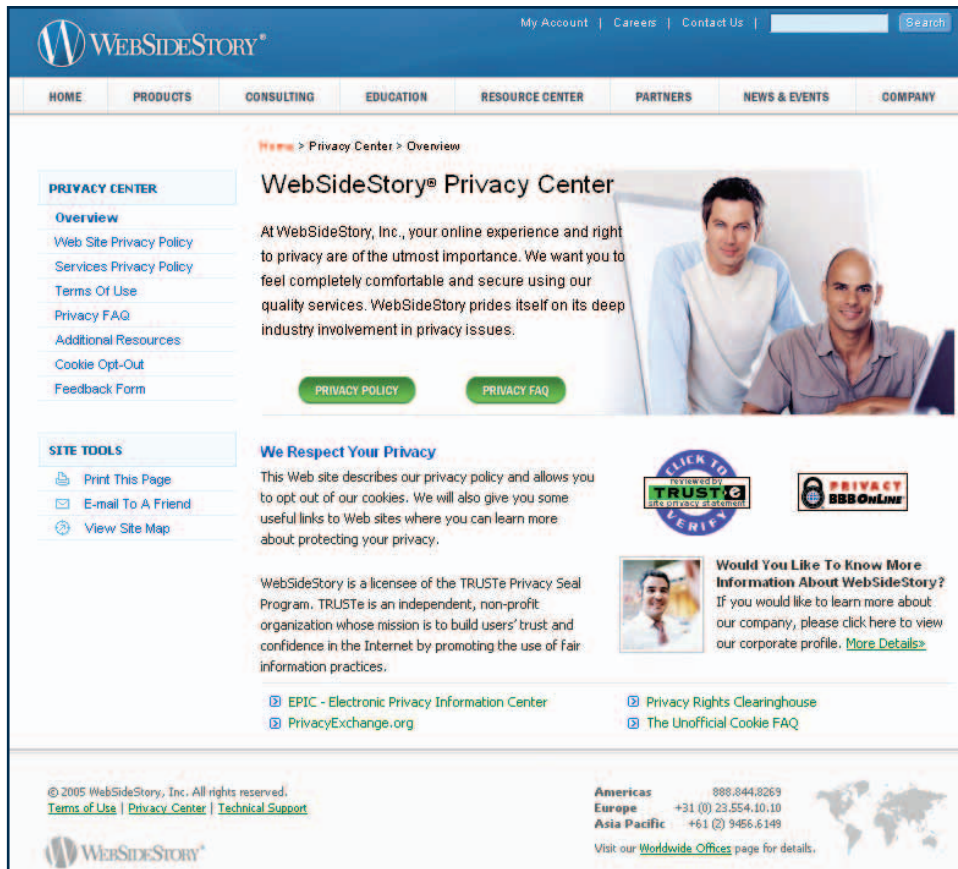 My Account | Careers | Contact Us | Search
WEBSIDESTORY®
HOME PRODUCTS CONSULTING EDUCATION RESOURCE CENTER PARTNERS NEWS & EVENTS COMPANY
Home > Privacy Center > Overview
PRIVACY CENTER
Overview
Web Site Privacy Policy
Services Privacy Policy
Terms Of Use
Privacy FAQ
Additional Resources
Cookie Opt-Out
Feedback Form
SITE TOOLS
Print This Page
E-mail To A Friend
View Site Map
WebSideStory® Privacy Center
At WebSideStory, Inc., your online experience and right
to privacy are of the utmost importance. We want you to
feel completely comfortable and secure using our
quality services. WebSideStory prides itself on its deep
industry involvement in privacy issues.
PRIVACY POLICY PRIVACY FAQ
We Respect Your Privacy
This Web site describes our privacy policy and allows you
to opt out of our cookies. We will also give you some
useful links to Web sites where you can learn more
about protecting your privacy.
WebSideStory is a licensee of the TRUSTe Privacy Seal
Program. TRUSTe is an independent, non-profit
organization whose mission is to build users' trust and
confidence in the Internet by promoting the use of fair
information practices.
CLICK TO
reviewed by
TRUSTe
site privacy statement
VERIFY
PRIVACY
BBBONLINE
Would You Like To Know More
Information About WebSideStory?
If you would like to learn more about
our company, please click here to view
our corporate profile. More Details»
EPIC - Electronic Privacy Information Center
PrivacyExchange.org
Privacy Rights Clearinghouse
The Unofficial Cookie FAQ
© 2005 WebSideStory, Inc. All rights reserved.
Terms of Use | Privacy Center | Technical Support
WEBSIDESTORY®
Americas 888.844.8269
Europe +31 (0) 23.554.10.10
Asia Pacific +61 (2) 9456.6149
Visit our Worldwide Offices page for details.